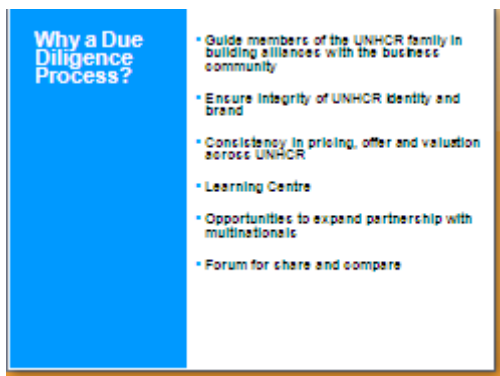 Why a Due
Diligence
Process?
• Guide members of the UNHCR family in
building alliances with the business
community
• Ensure integrity of UNHCR identity and
brand
• Consistency in pricing, offer and valuation
across UNHCR
• Learning Centre
• Opportunities to expand partnership with
multinationals
• Forum for share and compare